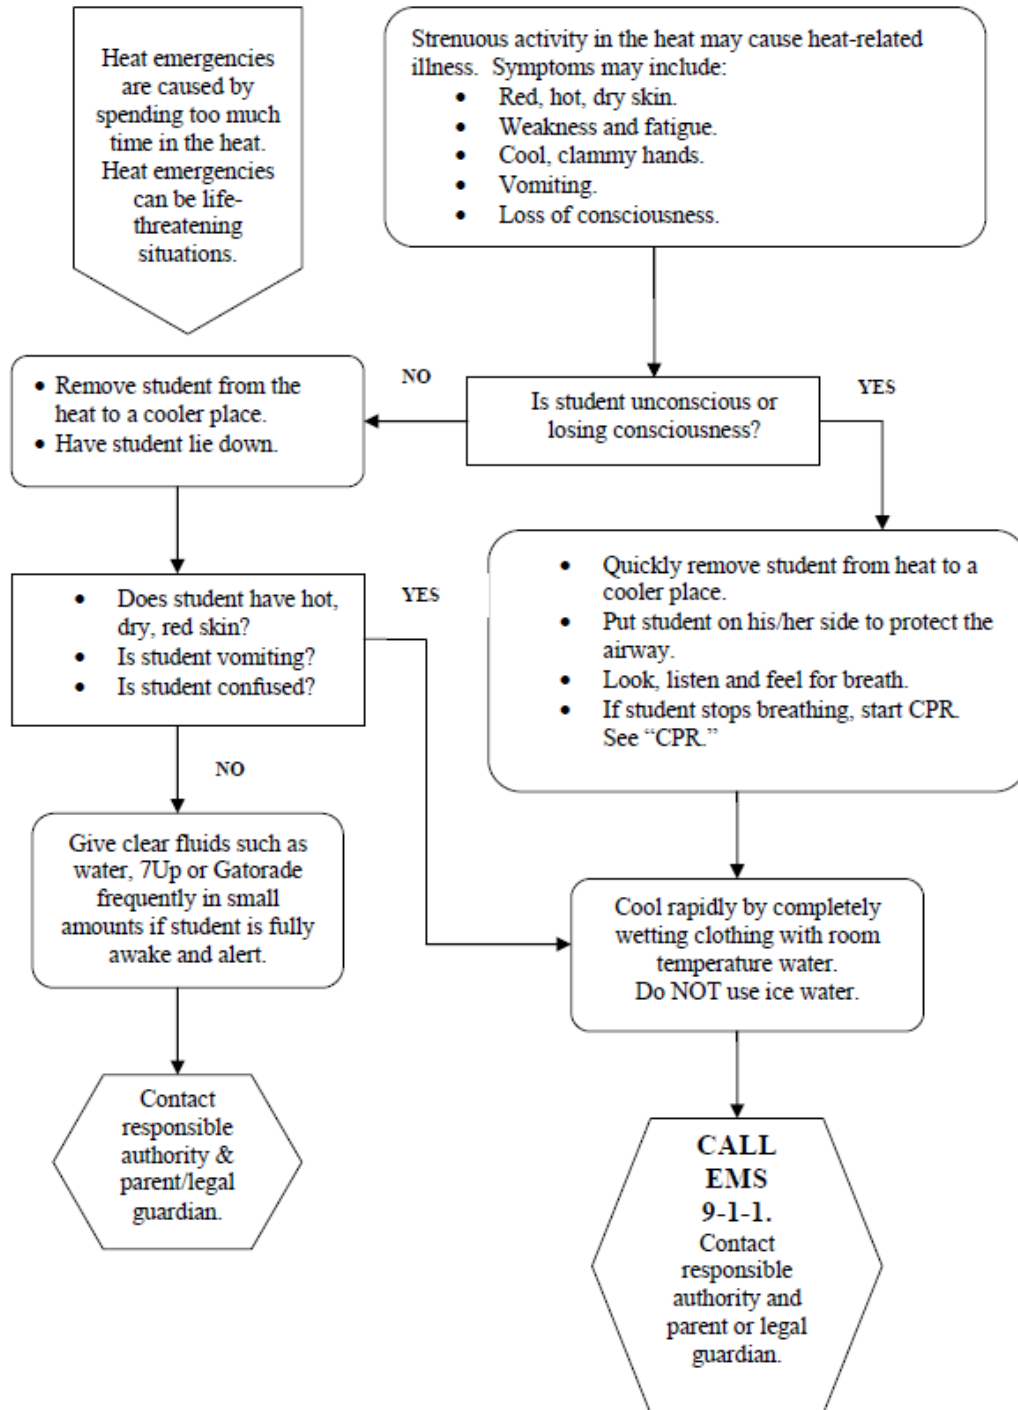 Heat emergencies
are caused by
spending too much
time in the heat.
Heat emergencies
can be life-
threatening
situations.
Strenuous activity in the heat may cause heat-related
illness.  Symptoms may include:
• Red, hot, dry skin.
• Weakness and fatigue.
• Cool, clammy hands.
• Vomiting.
• Loss of consciousness.
Is student unconscious or
losing consciousness?
NO
YES
• Remove student from the
heat to a cooler place.
• Have student lie down.
• Quickly remove student from heat to a
cooler place.
• Put student on his/her side to protect the
airway.
• Look, listen and feel for breath.
• If student stops breathing, start CPR.
See “CPR.”
• Does student have hot,
dry, red skin?
• Is student vomiting?
• Is student confused?
YES
NO
Give clear fluids such as
water, 7Up or Gatorade
frequently in small
amounts if student is fully
awake and alert.
Cool rapidly by completely
wetting clothing with room
temperature water.
Do NOT use ice water.
Contact
responsible
authority &
parent/legal
guardian.
CALL
EMS
9-1-1.
Contact
responsible
authority and
parent or legal
guardian.